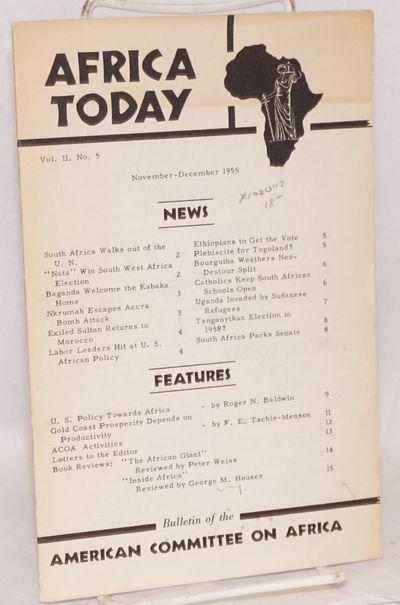 AFRICA
TODAY
Vol. II, No. 5
November-December 1955
NEWS
South Africa Walks out of the
U. N. 2
"Nats" Win South West Africa
Election 2
Baganda Welcome the Kabaka
Home 3
Nkrumah Escapes Accra
Bomb Attack 3
Exiled Sultan Returns to
Morocco 4
Labor Leaders Hit at U. S.
African Policy 4
Ethiopians to Get the Vote 5
Plebiscite for Togoland? 5
Bourguiba Weathers Neo-
Destour Split 6
Catholics Keep South African
Schools Open 6
Uganda Invaded by Sudanese
Refugees 7
Tanganyikan Election in
1958? 8
South Africa Packs Senate 8
FEATURES
U. S. Policy Towards Africa - by Roger N. Baldwin 9
Gold Coast Prosperity Depends on
Productivity - by F. E. Tachie-Menson 11
ACOA Activities 12
Letters to the Editor 13
Book Reviews: "The African Giant"
Reviewed by Peter Weiss 14
"Inside Africa"
Reviewed by George M. Houser 15
Bulletin of the
AMERICAN COMMITTEE ON AFRICA